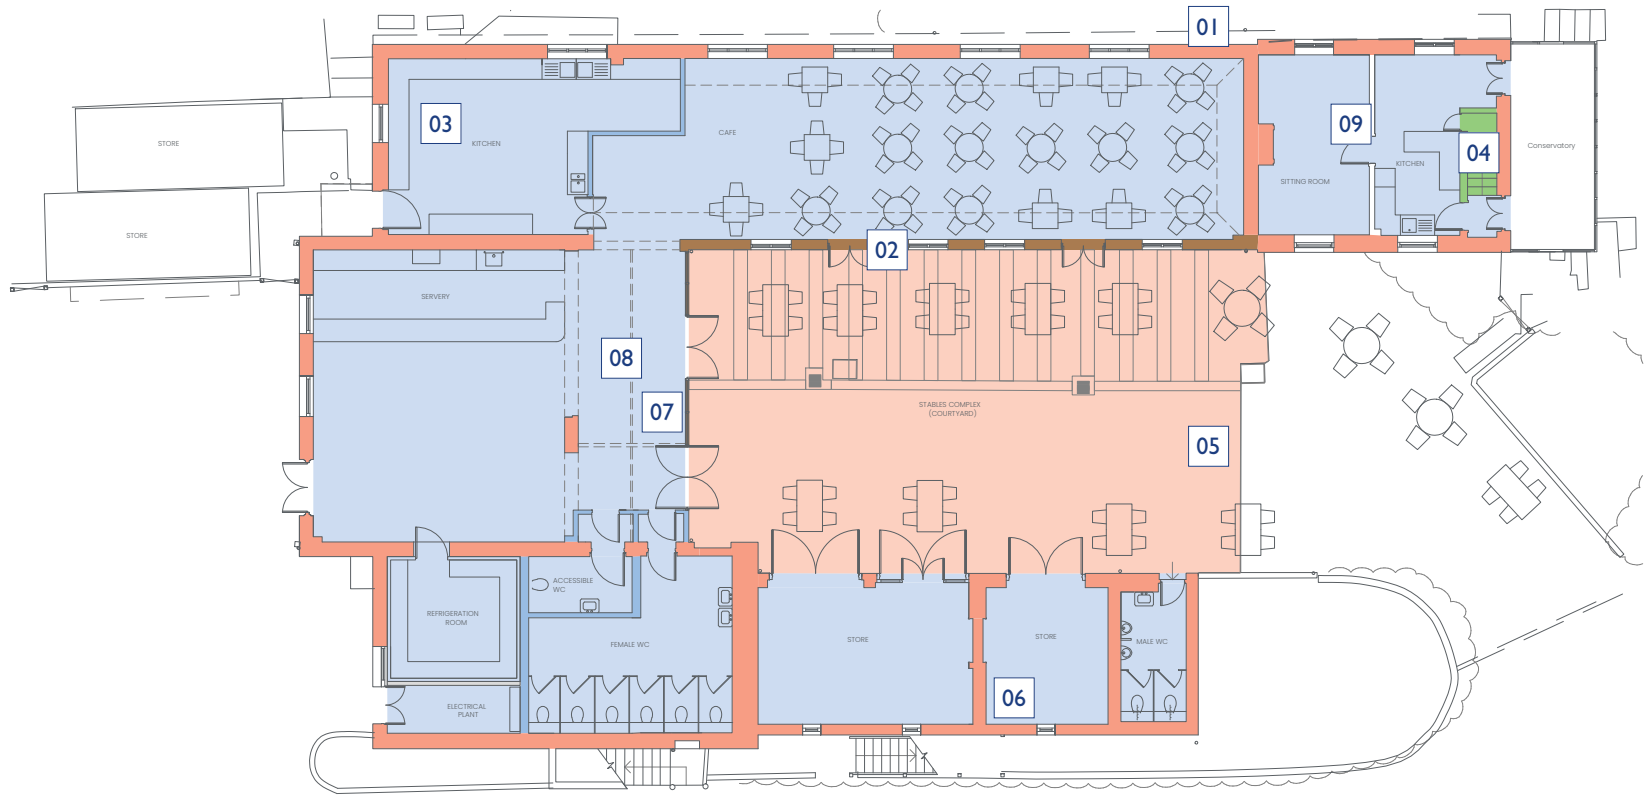 01
03
STORE
KITCHEN
CAFE
09
04
KITCHEN
SITTING ROOM
Conservatory
STORE
02
SERVERY
08
07
STABLES COMPLEX
(COURTYARD)
05
ACCESSIBLE
WC
REFRIGERATION
ROOM
FEMALE WC
STORE
STORE
MALE WC
06
ELECTRICAL
PLANT